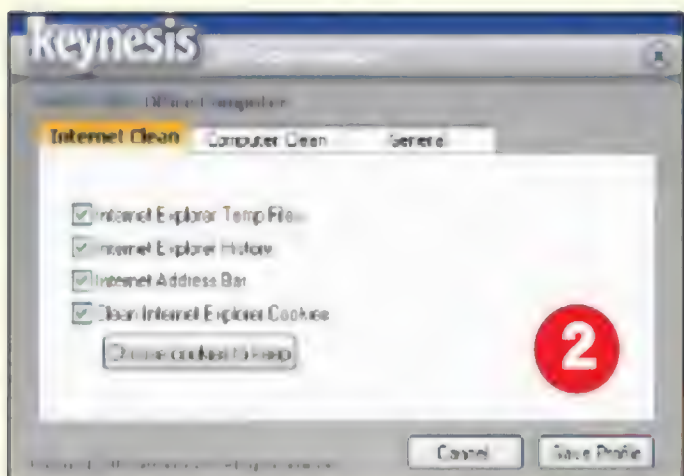 keynesis
Computer
Internet Clean Computer Clean General
Internet Explorer Temp Files
Internet Explorer History
Internet Address Bar
Clean Internet Explorer Cookies
Choose cookies to keep
2
Cancel Save Profile